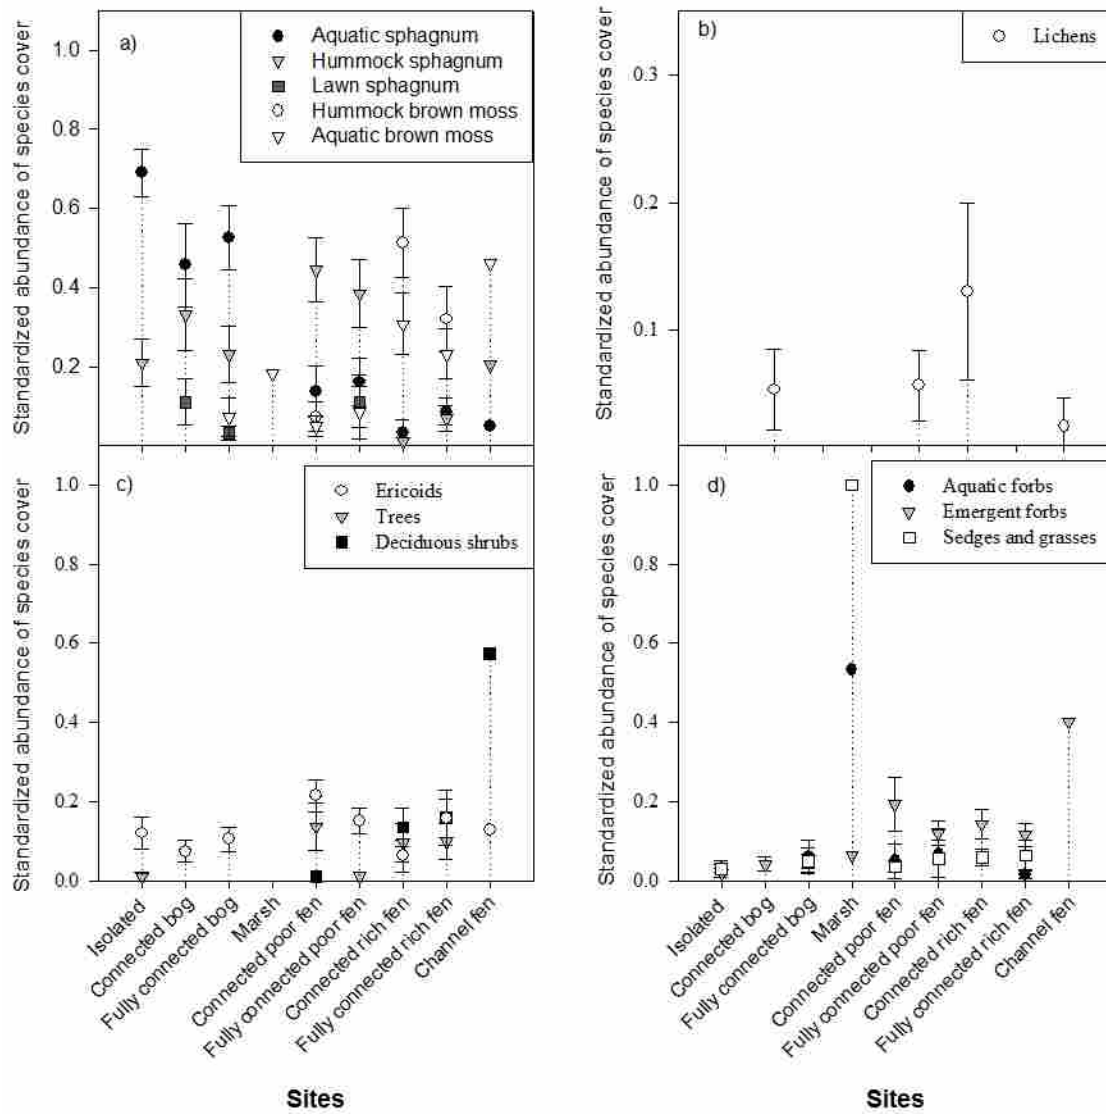 a)
Aquatic sphagnum
Hummock sphagnum
Lawn sphagnum
Hummock brown moss
Aquatic brown moss
Standardized abundance of species cover
1.0
0.8
0.6
0.4
0.2
b)
Lichens
Standardized abundance of species cover
0.3
0.2
0.1
c)
Ericoids
Trees
Deciduous shrubs
Standardized abundance of species cover
1.0
0.8
0.6
0.4
0.2
0.0
Isolated
Connected bog
Fully connected bog
Marsh
Connected poor fen
Fully connected poor fen
Connected rich fen
Fully connected rich fen
Channel fen
Sites
d)
Aquatic forbs
Emergent forbs
Sedges and grasses
Standardized abundance of species cover
1.0
0.8
0.6
0.4
0.2
0.0
Isolated
Connected bog
Fully connected bog
Marsh
Connected poor fen
Fully connected poor fen
Connected rich fen
Fully connected rich fen
Channel fen
Sites